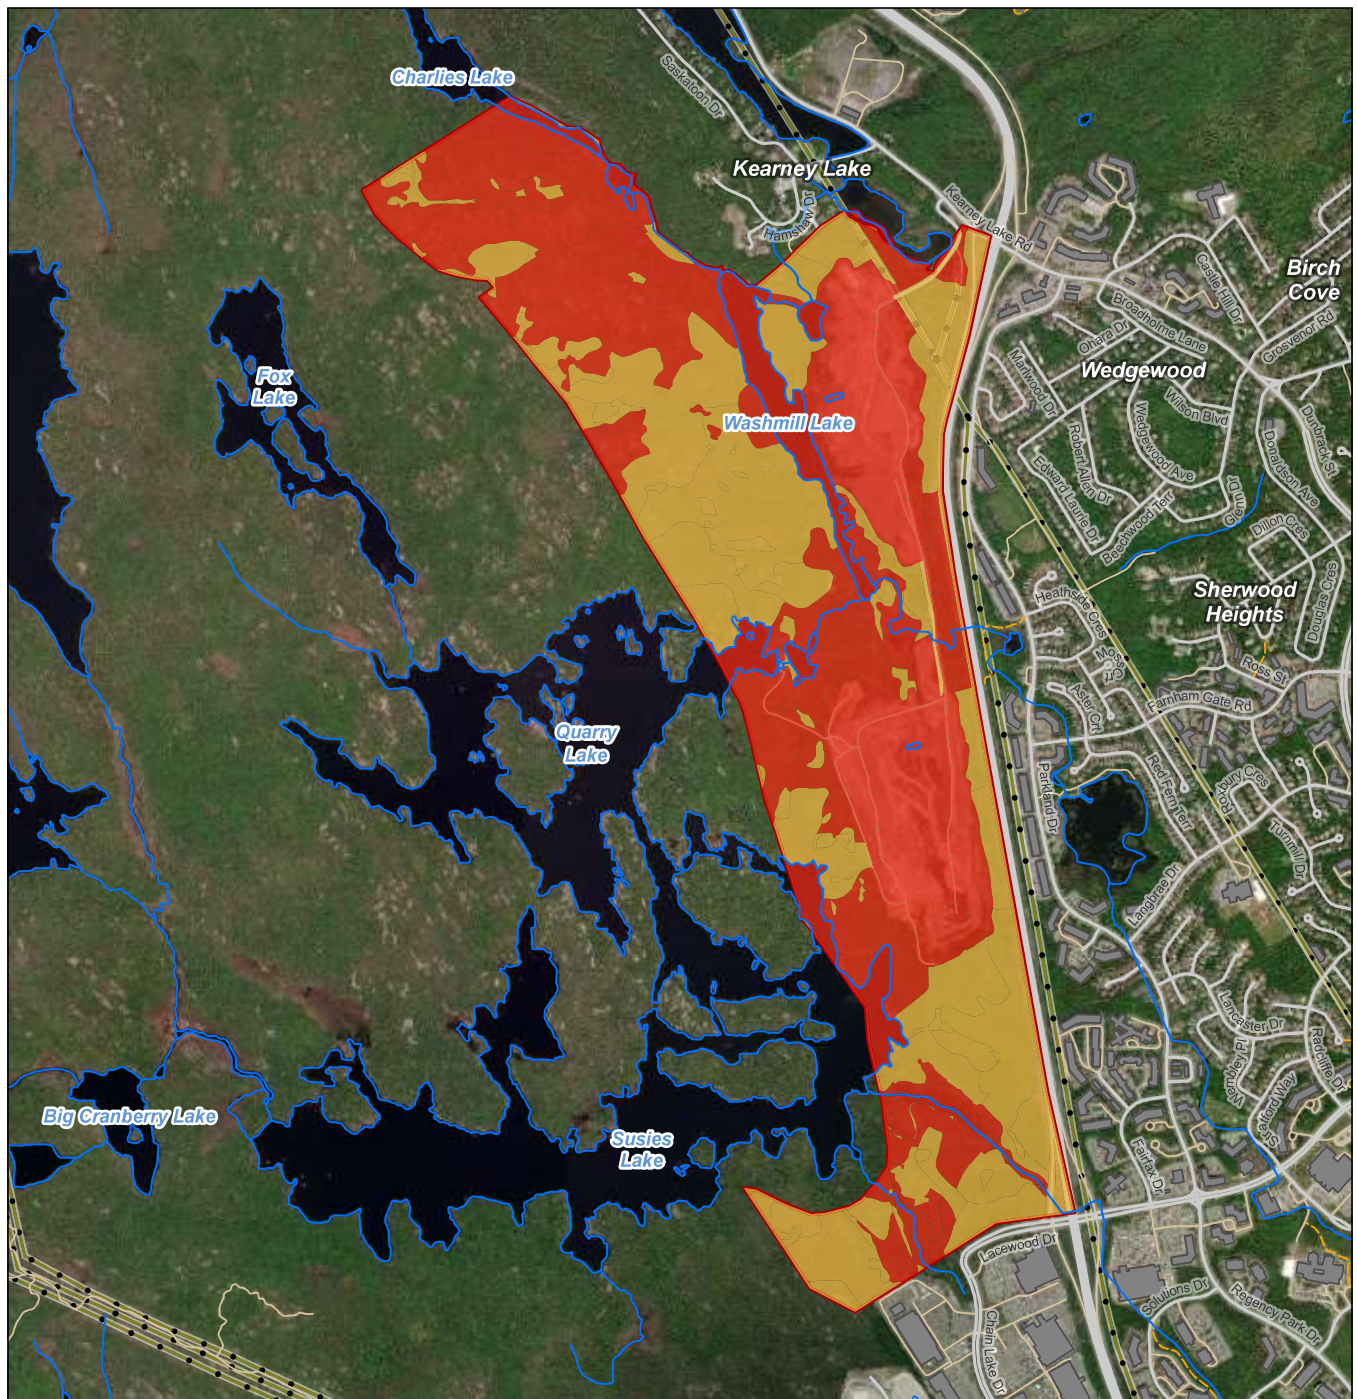 Charlies Lake
Saskatoon Dr
Kearney Lake
Hamshaw Dr
Kearney Lake Rd
Birch
Cove
Castle Hill Dr
Broadholme Lane
Ohara Dr
Grosvenor Rd
Marlwood Dr
Wedgewood
Fox
Lake
Wilson Blvd
Wedgewood Ave
Dunbrack St
Washmill Lake
Robert Allen Dr
Donaldson Ave
Edward Laurie Dr
Glenn Dr
Beechwood Terr
Dillon Cres
Sherwood
Heights
Douglas Cres
Heathside Cres
Moss Crt
Ross St
Aster Crt
Farnham Gate Rd
Quarry
Lake
Parkland Dr
Red Fern Terr
Roxbury Cres
Turnmill Dr
Langbrae Dr
Lancaster Dr
Radcliffe Dr
Wembley Pl
Stratford Way
Big Cranberry Lake
Susies
Lake
Fairfax Dr
Lacewood Dr
Solutions Dr
Regency Park Dr
Chain Lake Dr